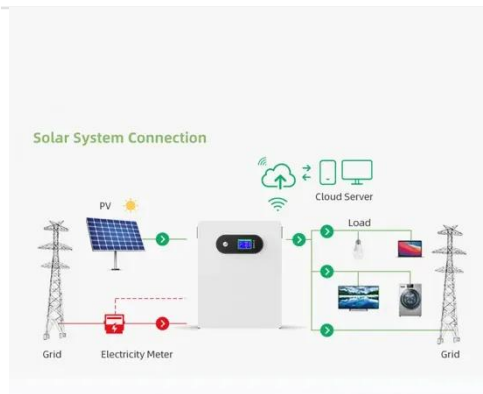 Solar System Connection
Cloud Server
PV
Load
Grid
Electricity Meter
Grid